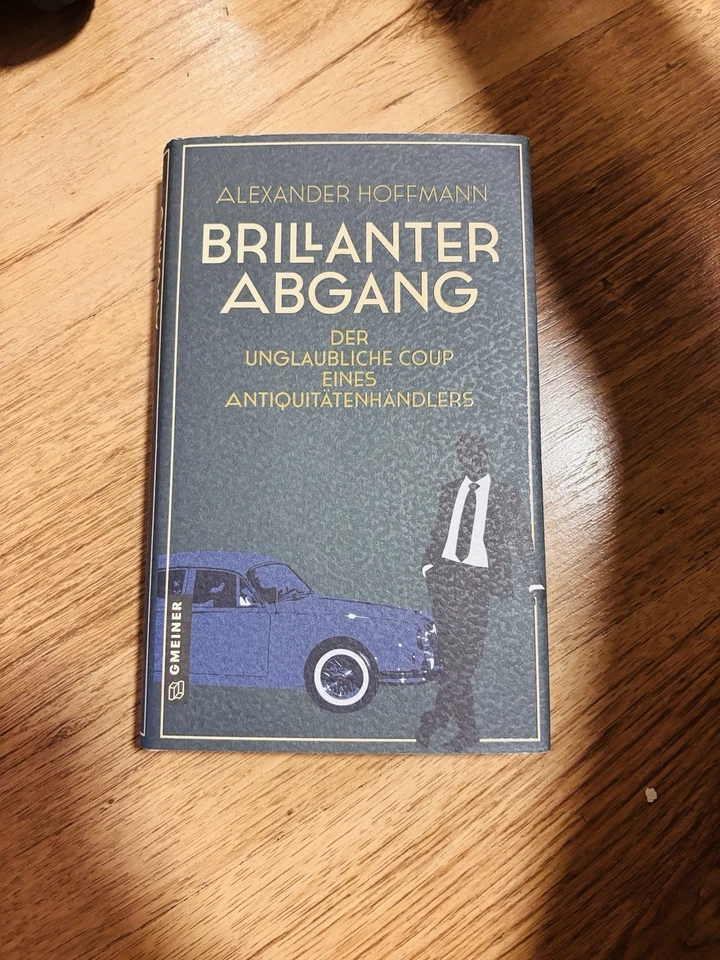 ALEXANDER HOFFMANN
BRILLANTER
ABGANG
DER
UNGLAUBLICHE COUP
EINES
ANTIQUITÄTENHÄNDLERS
GMEINER